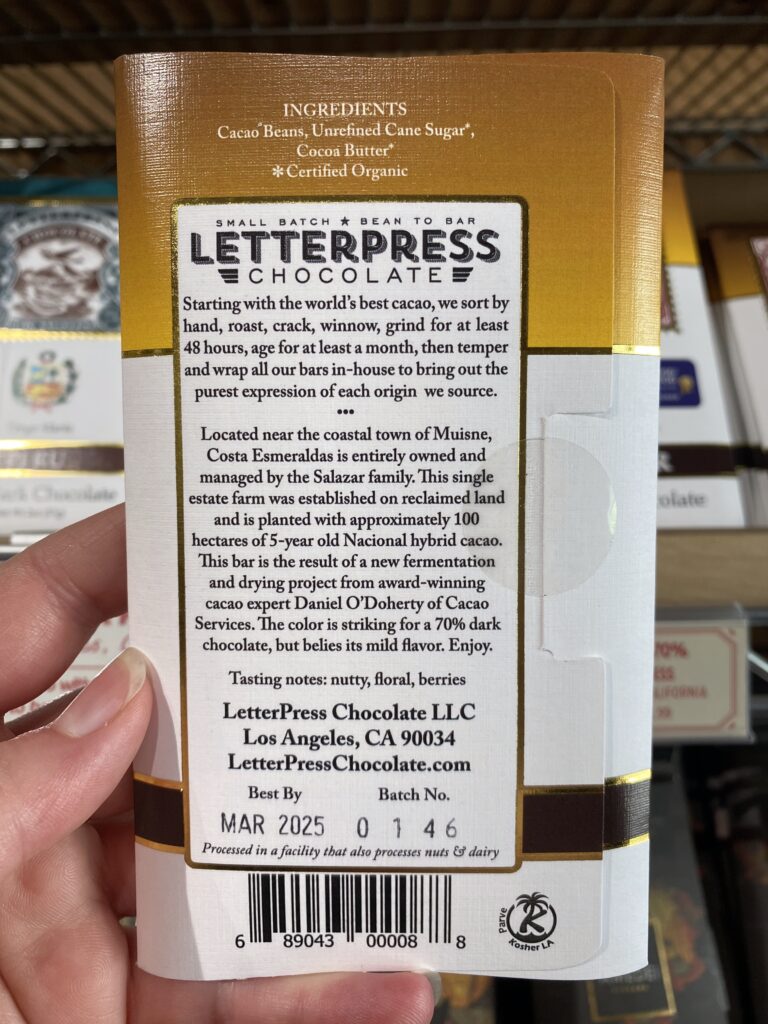 INGREDIENTS
Cacao* Beans, Unrefined Cane Sugar*,
Cocoa Butter*
*Certified Organic
SMALL BATCH ★ BEAN TO BAR
LETTERPRESS
CHOCOLATE
Starting with the world's best cacao, we sort by
hand, roast, crack, winnow, grind for at least
48 hours, age for at least a month, then temper
and wrap all our bars in-house to bring out the
purest expression of each origin we source.
•••
Located near the coastal town of Muisne,
Costa Esmeraldas is entirely owned and
managed by the Salazar family. This single
estate farm was established on reclaimed land
and is planted with approximately 100
hectares of 5-year old Nacional hybrid cacao.
This bar is the result of a new fermentation
and drying project from award-winning
cacao expert Daniel O'Doherty of Cacao
Services. The color is striking for a 70% dark
chocolate, but belies its mild flavor. Enjoy.
Tasting notes: nutty, floral, berries
LetterPress Chocolate LLC
Los Angeles, CA 90034
LetterPressChocolate.com
Best By Batch No.
MAR 2025 0 1 4 6
Processed in a facility that also processes nuts & dairy
6 89043 00008 8
Parve
K
Kosher LA
Dark Chocolate
70%
CALIFORNIA